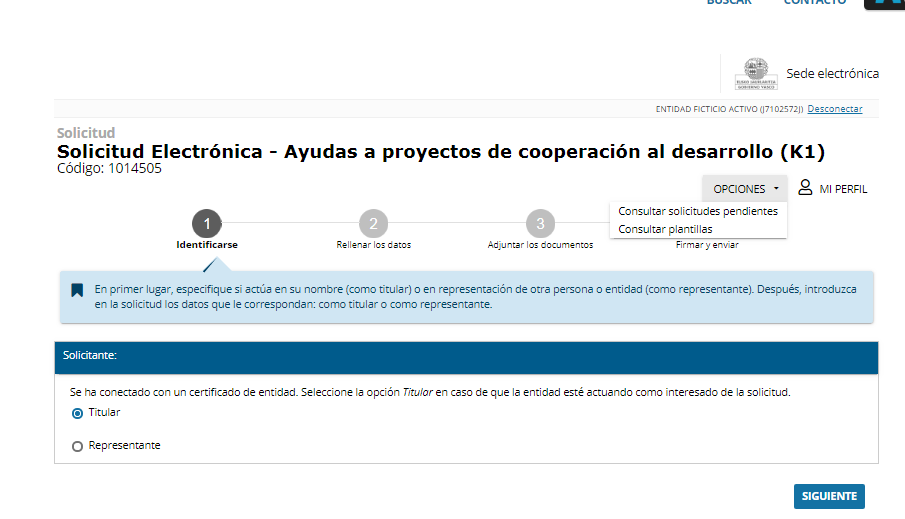 BUSCAR CONTACTO
EUSKO JAURLARITZA
GOBIERNO VASCO
Sede electrónica
ENTIDAD FICTICIO ACTIVO (J7102572J) Desconectar
Solicitud
Solicitud Electrónica - Ayudas a proyectos de cooperación al desarrollo (K1)
Código: 1014505
OPCIONES MI PERFIL
Consultar solicitudes pendientes
Consultar plantillas
1 2 3
Identificarse Rellenar los datos Adjuntar los documentos Firmar y enviar
En primer lugar, especifique si actúa en su nombre (como titular) o en representación de otra persona o entidad (como representante). Después, introduzca
en la solicitud los datos que le correspondan: como titular o como representante.
Solicitante:
Se ha conectado con un certificado de entidad. Seleccione la opción Titular en caso de que la entidad esté actuando como interesado de la solicitud.
Titular
Representante
SIGUIENTE